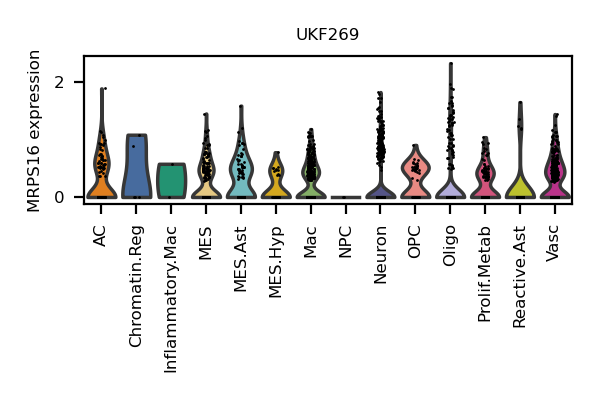 UKF269
MRPS16 expression
2
0
AC
Chromatin.Reg
Inflammatory.Mac
MES
MES.Ast
MES.Hyp
Mac
NPC
Neuron
OPC
Oligo
Prolif.Metab
Reactive.Ast
Vasc